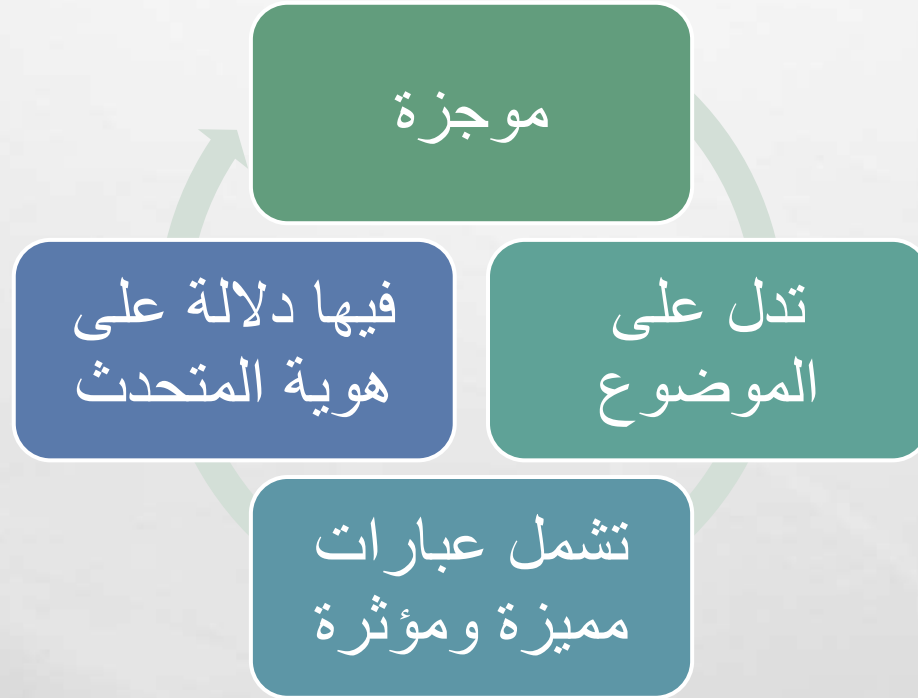 موجزة
تدل على
الموضوع
تشمل عبارات
مميزة ومؤثرة
فيها دلالة على
هوية المتحدث